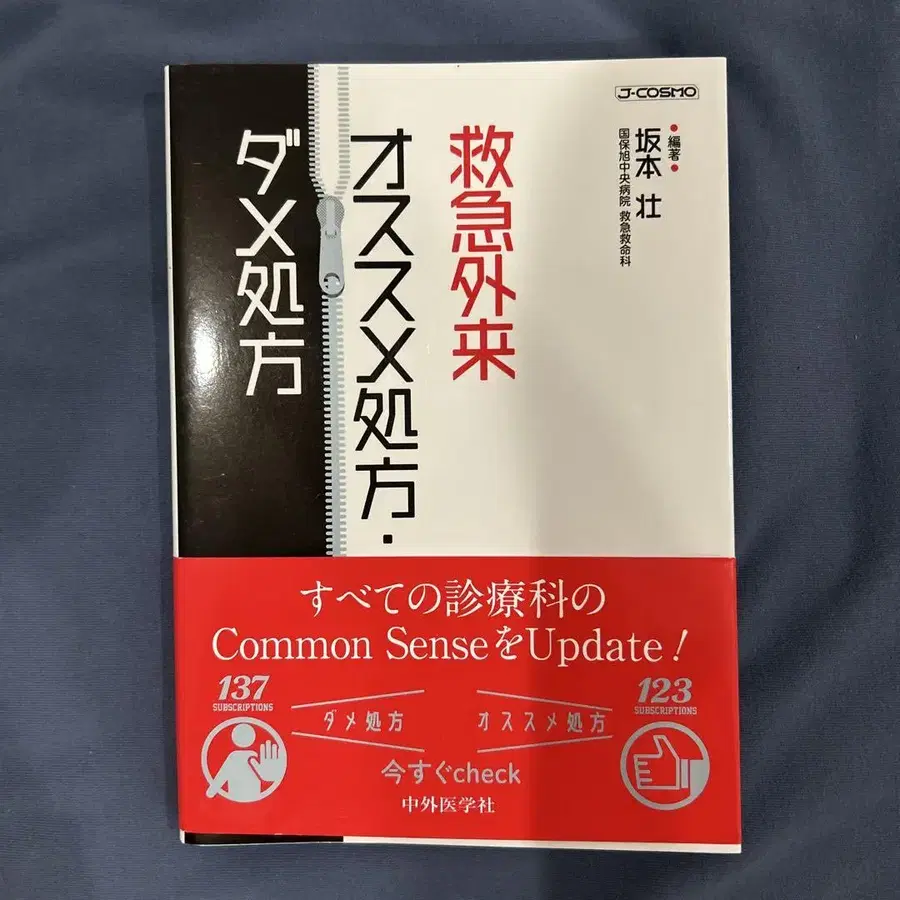 J-COSMO
編著
坂本 壮
国保旭中央病院 救急救命科
救急外来
オススメ処方・
ダメ処方
すべての診療科の
Common SenseをUpdate!
137
SUBSCRIPTIONS
ダメ処方
オススメ処方
123
SUBSCRIPTIONS
今すぐcheck
中外医学社